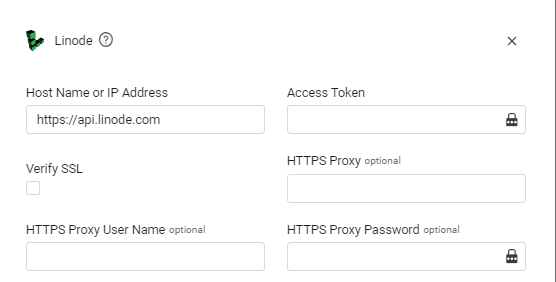 Linode
Host Name or IP Address
Access Token
https://api.linode.com
Verify SSL
HTTPS Proxy optional
HTTPS Proxy User Name optional
HTTPS Proxy Password optional